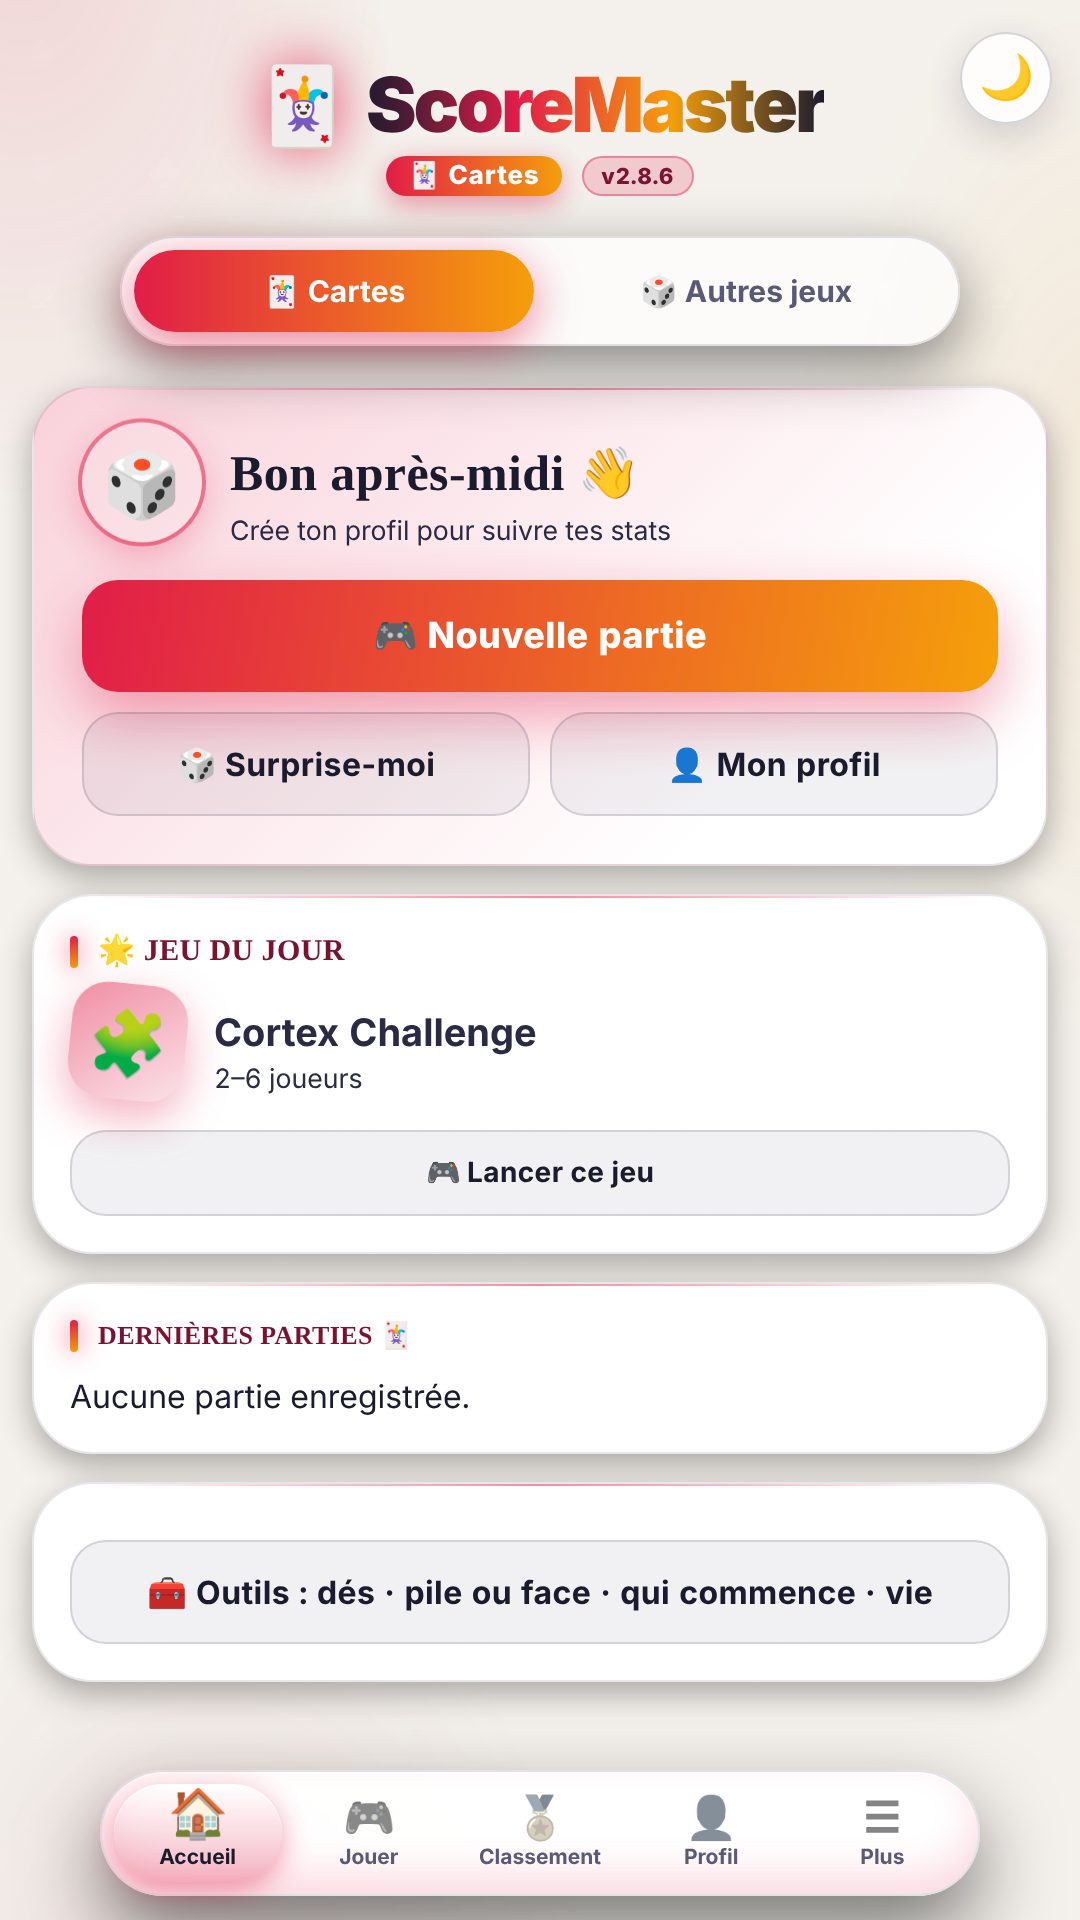 ScoreMaster
Cartes
v2.8.6
Cartes
Autres jeux
Bon après-midi 👋
Crée ton profil pour suivre tes stats
🎮 Nouvelle partie
🎲 Surprise-moi
👤 Mon profil
🌟 JEU DU JOUR
Cortex Challenge
2–6 joueurs
🎮 Lancer ce jeu
DERNIÈRES PARTIES 🃏
Aucune partie enregistrée.
🧰 Outils : dés · pile ou face · qui commence · vie
Accueil
Jouer
Classement
Profil
Plus